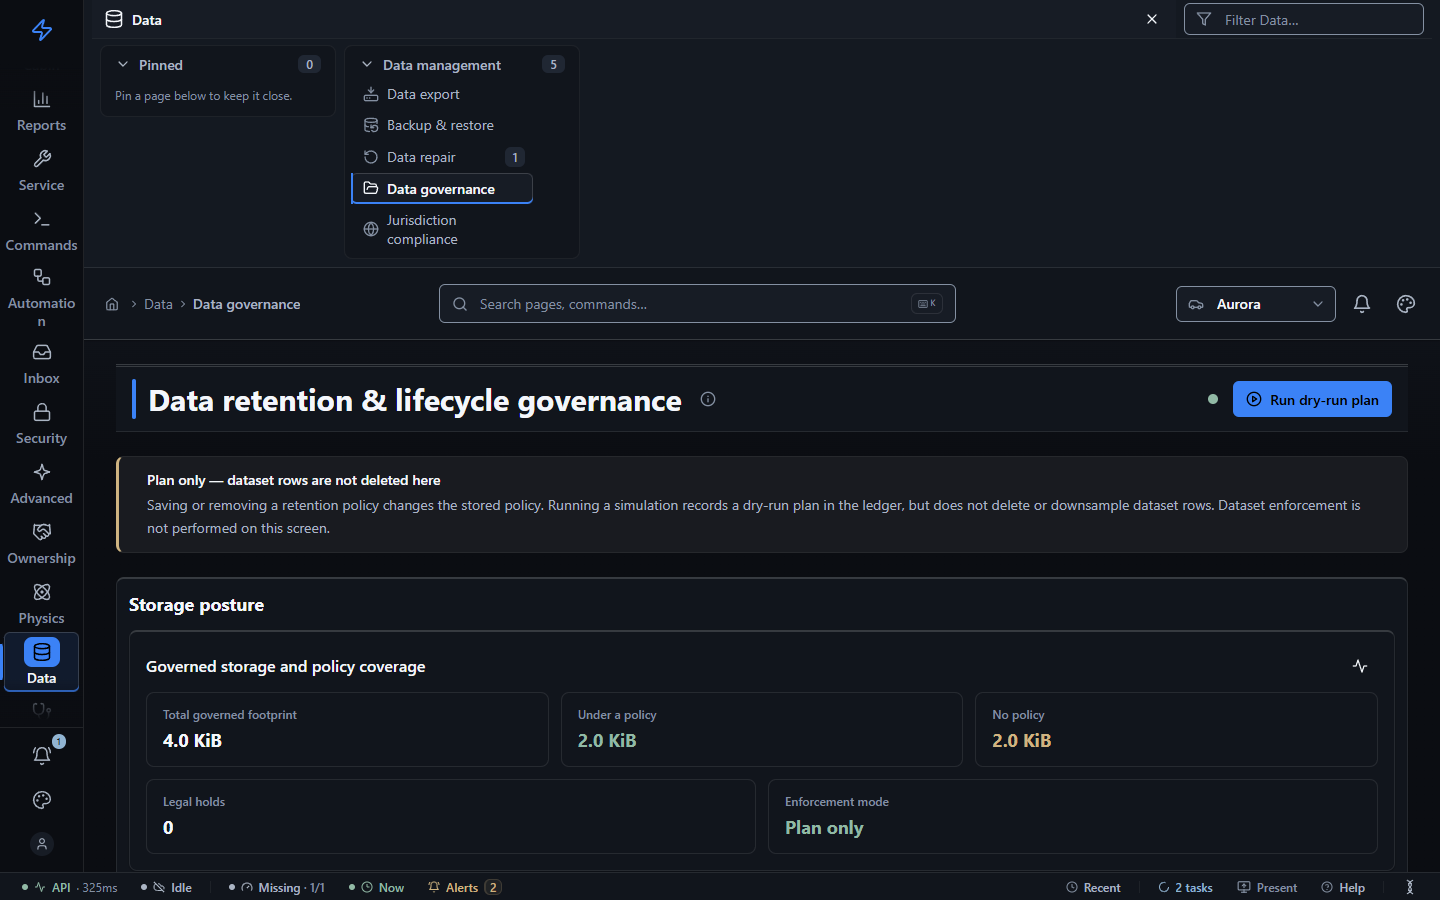 Data
Filter Data...
Pinned
0
Pin a page below to keep it close.
Data management
5
Data export
Backup & restore
Data repair
1
Data governance
Jurisdiction
compliance
Reports
Service
Commands
Automatio
n
Inbox
Security
Advanced
Ownership
Physics
Data
1
Data
Data governance
Search pages, commands...
K
Aurora
Data retention & lifecycle governance
Run dry-run plan
Plan only — dataset rows are not deleted here
Saving or removing a retention policy changes the stored policy. Running a simulation records a dry-run plan in the ledger, but does not delete or downsample dataset rows. Dataset enforcement is
not performed on this screen.
Storage posture
Governed storage and policy coverage
Total governed footprint
4.0 KiB
Under a policy
2.0 KiB
No policy
2.0 KiB
Legal holds
0
Enforcement mode
Plan only
API · 325ms
Idle
Missing · 1/1
Now
Alerts 2
Recent
2 tasks
Present
Help